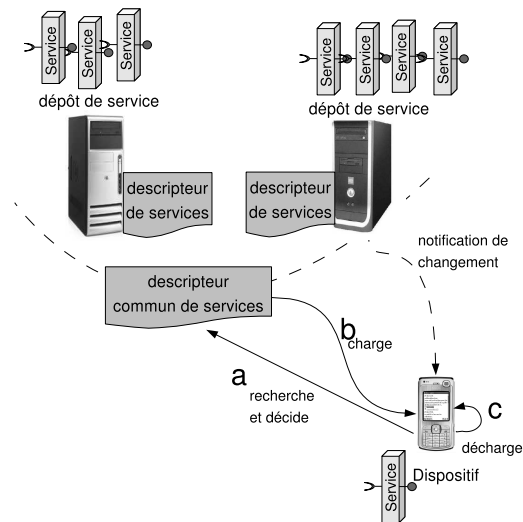 Service
Service
Service
dépôt de service
Service
Service
Service
Service
dépôt de service
descripteur
de services
descripteur
de services
notification de
changement
descripteur
commun de services
b
charge
a
recherche
et décide
c
décharge
Dispositif
Service